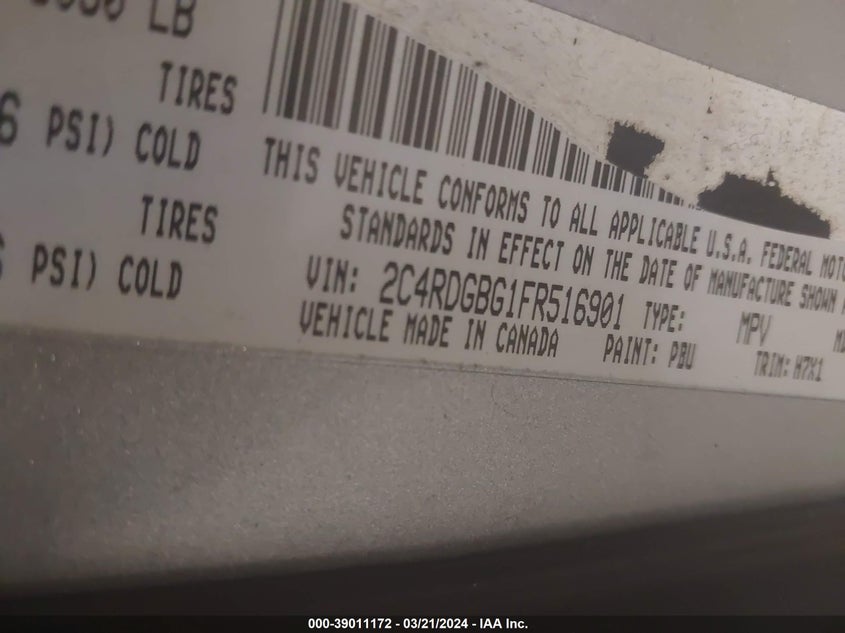 LB
TIRES
PSI) COLD
TIRES
PSI) COLD
THIS VEHICLE CONFORMS TO ALL APPLICABLE U.S.A. FEDERAL
STANDARDS IN EFFECT ON THE DATE OF MANUFACTURE SHOWN
VIN: 2C4RDGBG1FR516901 TYPE: MPV
VEHICLE MADE IN CANADA PAINT: PBU TRIM: H7X1
000-39011172 - 03/21/2024 - IAA Inc.